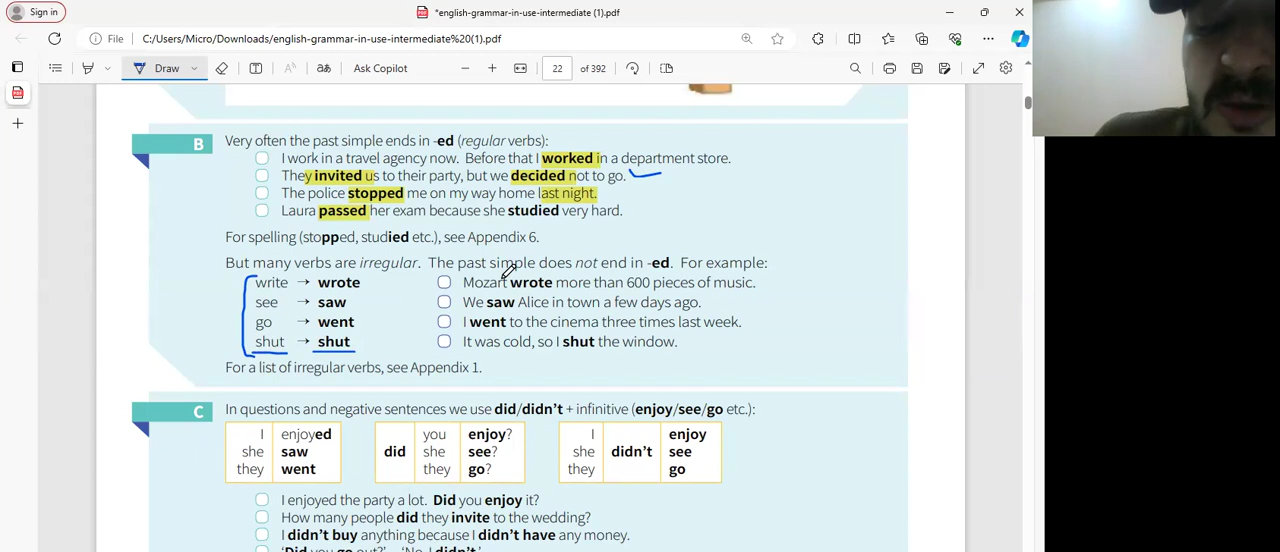 Sign in
*english-grammar-in-use-intermediate (1).pdf
File C:/Users/Micro/Downloads/english-grammar-in-use-intermediate%20(1).pdf
Draw Ask Copilot 22 of 392
B Very often the past simple ends in -ed (regular verbs):
I work in a travel agency now. Before that I worked in a department store.
They invited us to their party, but we decided not to go.
The police stopped me on my way home last night.
Laura passed her exam because she studied very hard.
For spelling (stopped, studied etc.), see Appendix 6.
But many verbs are irregular. The past simple does not end in -ed. For example:
write → wrote Mozart wrote more than 600 pieces of music.
see → saw We saw Alice in town a few days ago.
go → went I went to the cinema three times last week.
shut → shut It was cold, so I shut the window.
For a list of irregular verbs, see Appendix 1.
C In questions and negative sentences we use did/didn't + infinitive (enjoy/see/go etc.):
I enjoyed you enjoy? I enjoy
she saw did she see? she didn't see
they went they go? they go
I enjoyed the party a lot. Did you enjoy it?
How many people did they invite to the wedding?
I didn't buy anything because I didn't have any money.
'Did you go out?' 'No, I didn't.'